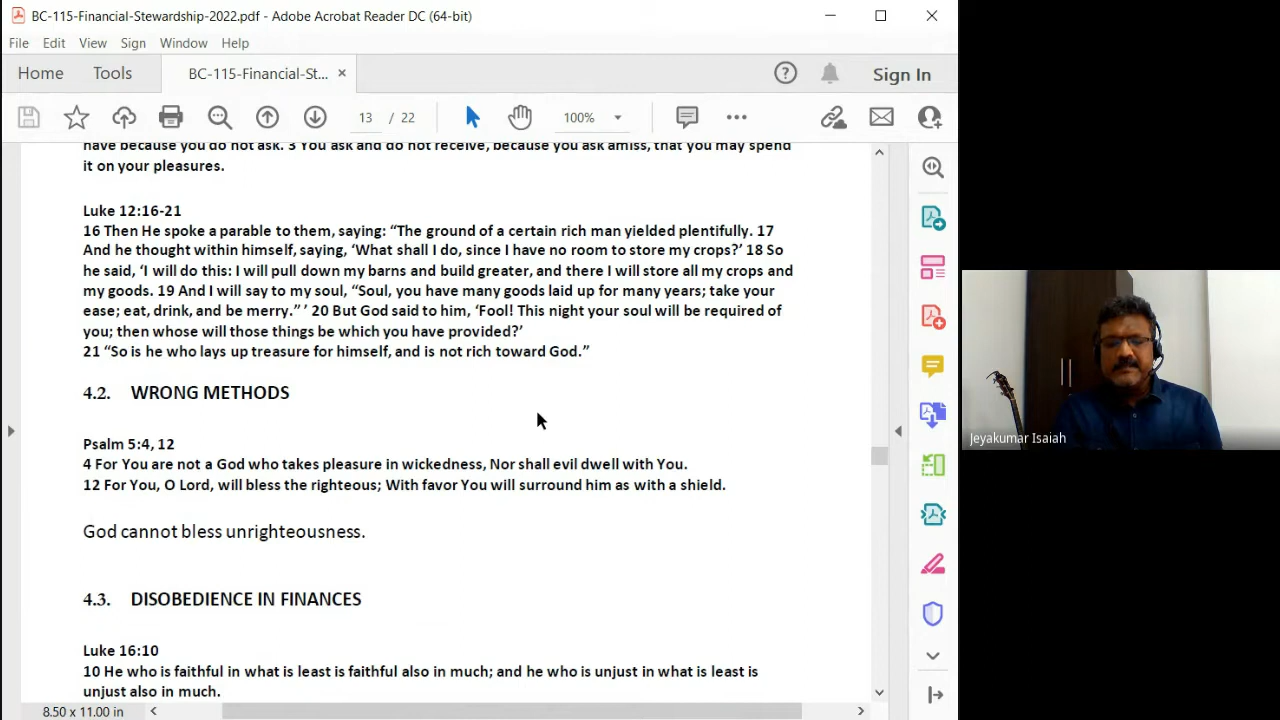 BC-115-Financial-Stewardship-2022.pdf - Adobe Acrobat Reader DC (64-bit)
File Edit View Sign Window Help
Home Tools BC-115-Financial-St... × Sign In
13 / 22 100%
have because you do not ask. 3 You ask and do not receive, because you ask amiss, that you may spend
it on your pleasures.
Luke 12:16-21
16 Then He spoke a parable to them, saying: “The ground of a certain rich man yielded plentifully. 17
And he thought within himself, saying, ‘What shall I do, since I have no room to store my crops?’ 18 So
he said, ‘I will do this: I will pull down my barns and build greater, and there I will store all my crops and
my goods. 19 And I will say to my soul, “Soul, you have many goods laid up for many years; take your
ease; eat, drink, and be merry.” ’ 20 But God said to him, ‘Fool! This night your soul will be required of
you; then whose will those things be which you have provided?’
21 “So is he who lays up treasure for himself, and is not rich toward God.”
4.2. WRONG METHODS
Psalm 5:4, 12
4 For You are not a God who takes pleasure in wickedness, Nor shall evil dwell with You.
12 For You, O Lord, will bless the righteous; With favor You will surround him as with a shield.
God cannot bless unrighteousness.
4.3. DISOBEDIENCE IN FINANCES
Luke 16:10
10 He who is faithful in what is least is faithful also in much; and he who is unjust in what is least is
unjust also in much.
8.50 x 11.00 in
Jeyakumar Isaiah